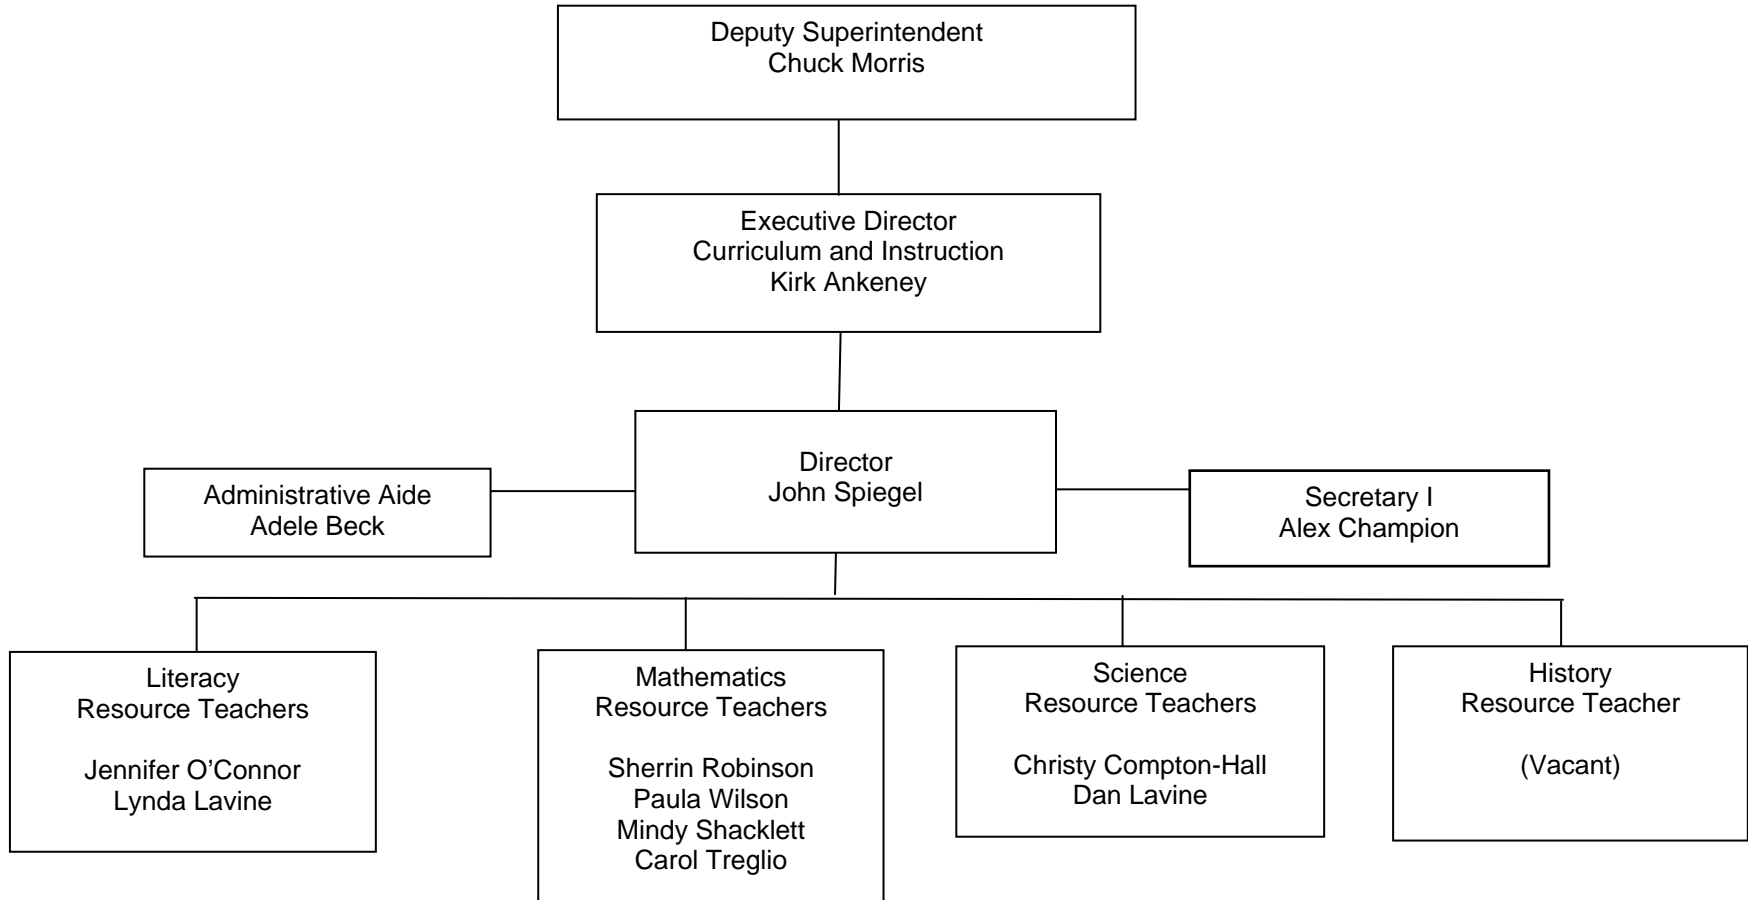 Deputy Superintendent
Chuck Morris
Executive Director
Curriculum and Instruction
Kirk Ankeney
Director
John Spiegel
Administrative Aide
Adele Beck
Secretary I
Alex Champion
Literacy
Resource Teachers
Jennifer O’Connor
Lynda Lavine
Mathematics
Resource Teachers
Sherrin Robinson
Paula Wilson
Mindy Shacklett
Carol Treglio
Science
Resource Teachers
Christy Compton-Hall
Dan Lavine
History
Resource Teacher
(Vacant)